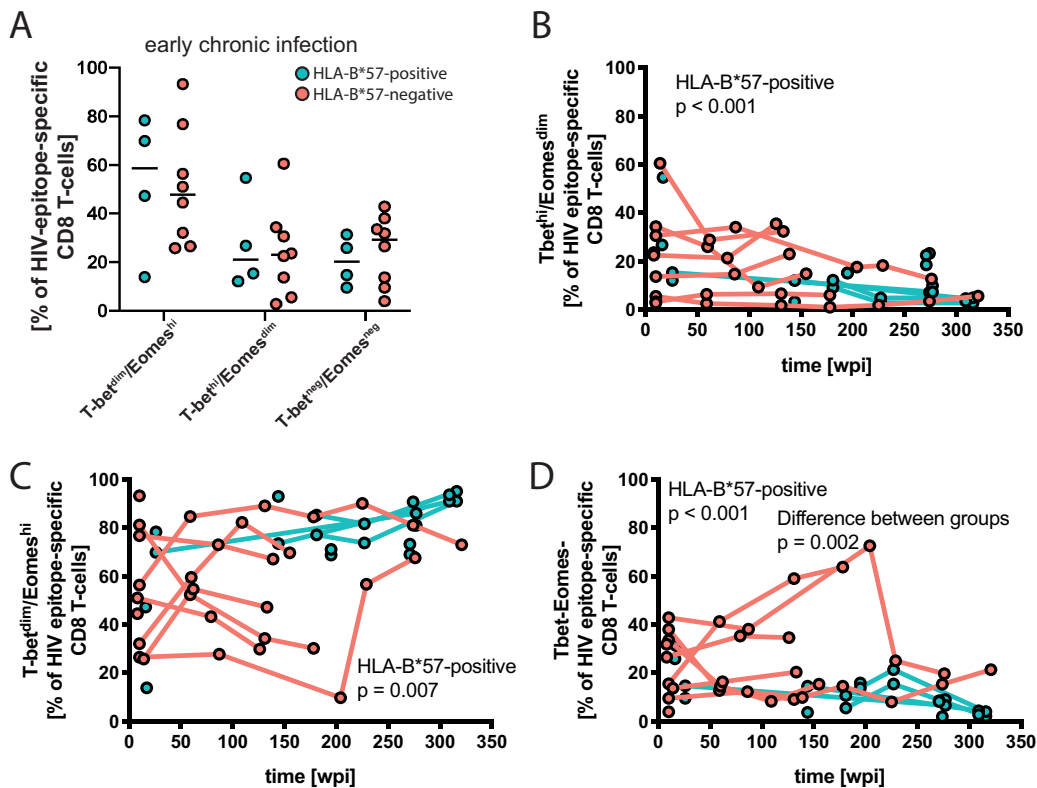 A
early chronic infection
HLA-B*57-positive
HLA-B*57-negative
[% of HIV-epitope-specific
CD8 T-cells]
100
80
60
40
20
0
T-bet^dim/Eomes^hi
T-bet^hi/Eomes^dim
T-bet^neg/Eomes^neg
B
HLA-B*57-positive
p < 0.001
Tbet^hi/Eomes^dim
[% of HIV epitope-specific
CD8 T-cells]
100
80
60
40
20
0
0 50 100 150 200 250 300 350
time [wpi]
C
T-bet^dim/Eomes^hi
[% of HIV epitope-specific
CD8 T-cells]
100
80
60
40
20
0
HLA-B*57-positive
p = 0.007
0 50 100 150 200 250 300 350
time [wpi]
D
HLA-B*57-positive
p < 0.001
Difference between groups
p = 0.002
Tbet-Eomes-
[% of HIV epitope-specific
CD8 T-cells]
100
80
60
40
20
0
0 50 100 150 200 250 300 350
time [wpi]